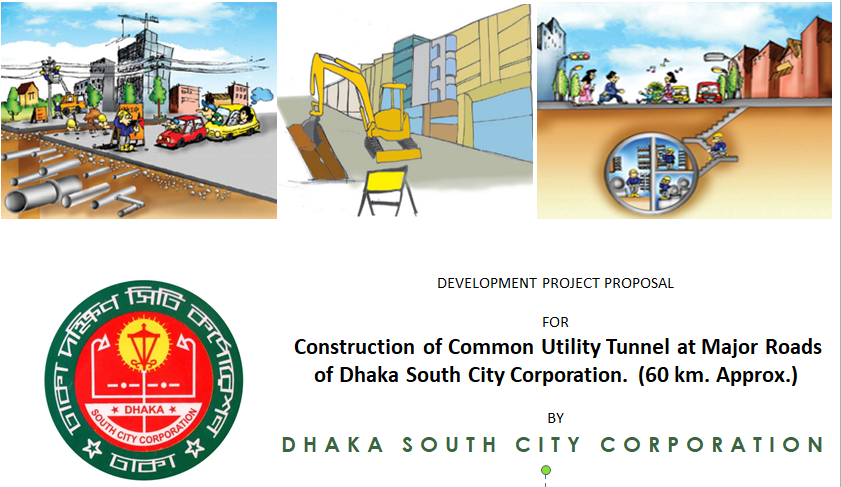 ঢাকা দক্ষিণ সিটি কর্পোরেশন
DHAKA
SOUTH CITY CORPORATION
ঢাকা
DEVELOPMENT PROJECT PROPOSAL
FOR
Construction of Common Utility Tunnel at Major Roads
of Dhaka South City Corporation. (60 km. Approx.)
BY
DHAKA SOUTH CITY CORPORATION